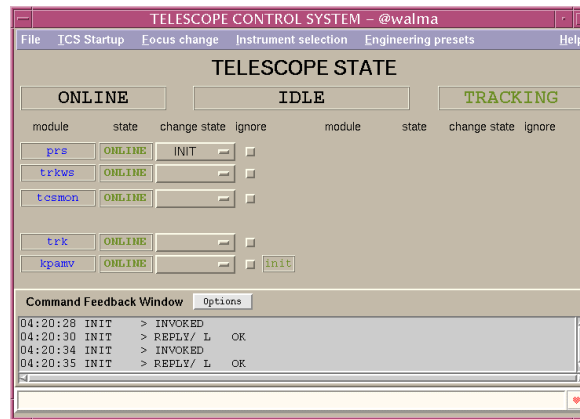 TELESCOPE CONTROL SYSTEM – @walma
File TCS Startup Focus change Instrument selection Engineering presets Help
TELESCOPE STATE
ONLINE IDLE TRACKING
module state change state ignore module state change state ignore
prs ONLINE INIT
trkws ONLINE
tcsmon ONLINE
trk ONLINE
kpamv ONLINE init
Command Feedback Window Options
04:20:28 INIT > INVOKED
04:20:30 INIT > REPLY/ L OK
04:20:34 INIT > INVOKED
04:20:35 INIT > REPLY/ L OK